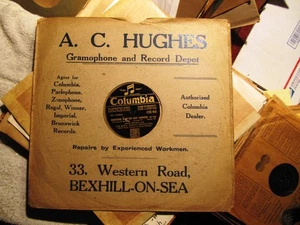 A. C. HUGHES
Gramophone and Record Depot
Agent for
Columbia,
Parlophone,
Zonophone,
Regal, Winner,
Imperial,
Brunswick
Records.
Columbia
Authorised
Columbia
Dealer.
Repairs by Experienced Workmen.
33, Western Road,
BEXHILL-ON-SEA